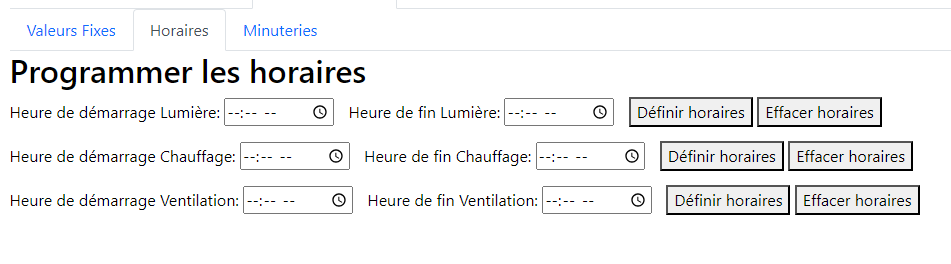 Valeurs Fixes Horaires Minuteries
Programmer les horaires
Heure de démarrage Lumière: --:-- -- Heure de fin Lumière: --:-- -- Définir horaires Effacer horaires
Heure de démarrage Chauffage: --:-- -- Heure de fin Chauffage: --:-- -- Définir horaires Effacer horaires
Heure de démarrage Ventilation: --:-- -- Heure de fin Ventilation: --:-- -- Définir horaires Effacer horaires